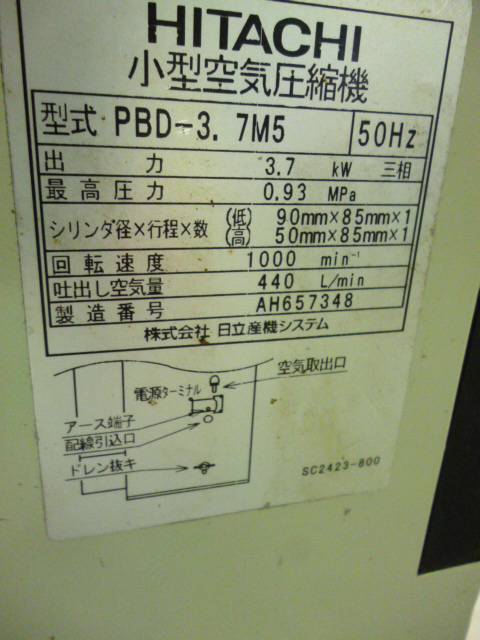 HITACHI
小型空気圧縮機
型式 PBD-3.7M5 50Hz
出力 3.7 kW 三相
最高圧力 0.93 MPa
シリンダ径×行程×数 (低) 90mm×85mm×1
(高) 50mm×85mm×1
回転速度 1000 min⁻¹
吐出し空気量 440 L/min
製造番号 AH657348
株式会社 日立産機システム
空気取出口
電源ターミナル
アース端子
配線引込口
ドレン抜キ
SC2423-800